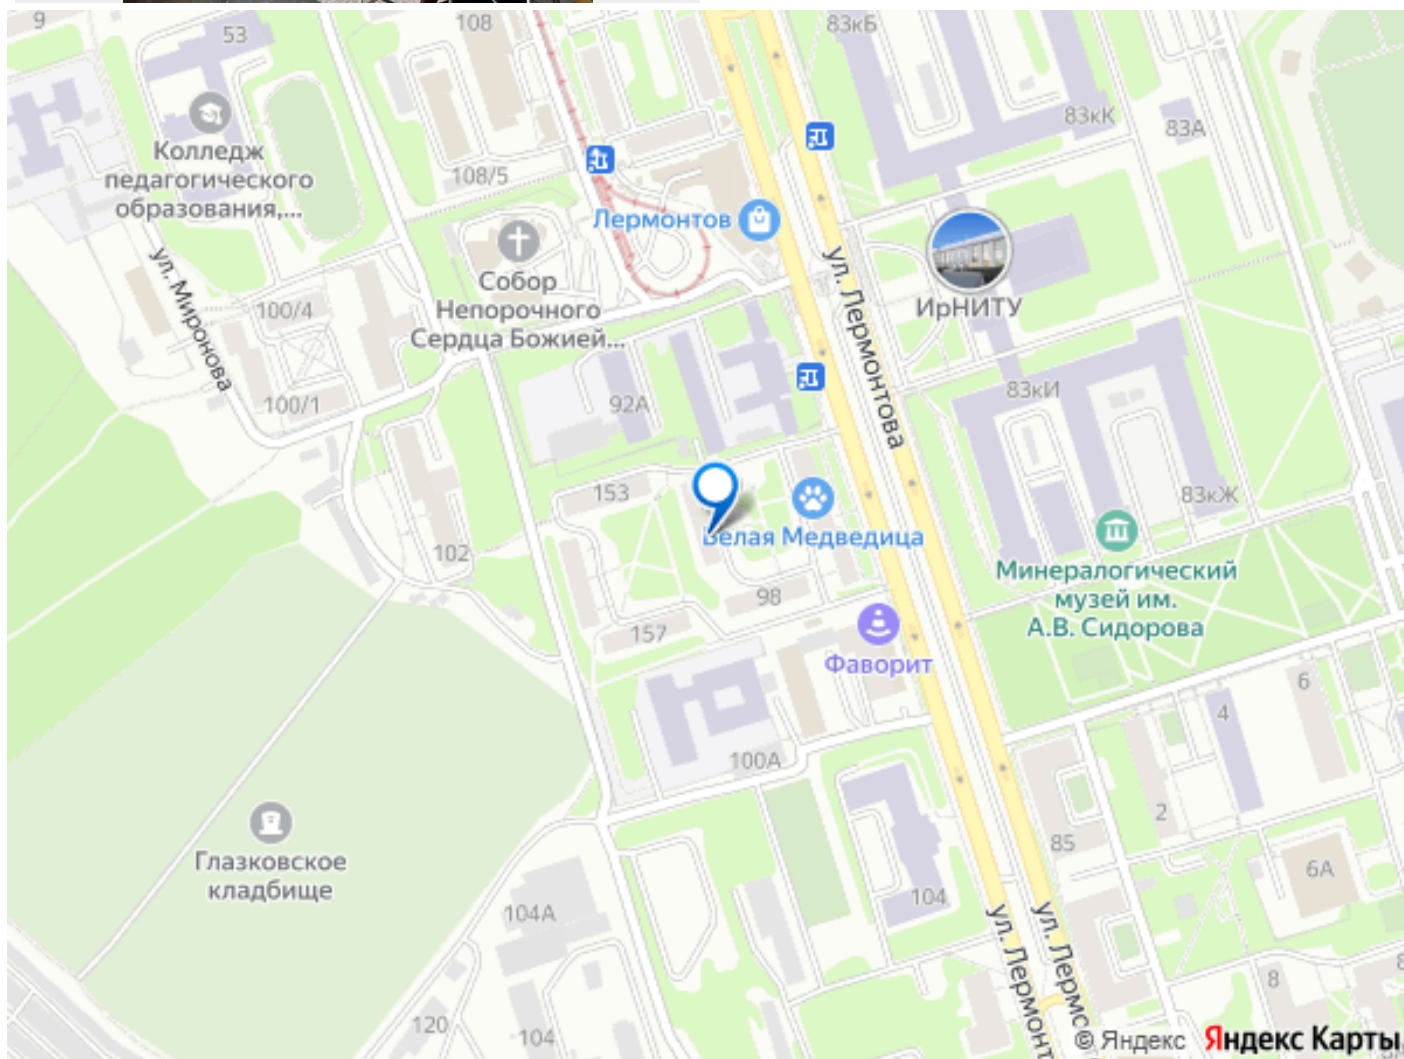 9
53
108
83кБ
83кК
83А
Колледж
педагогического
образования,...
108/5
Лермонтов
Собор
Непорочного
Сердца Божией...
ул. Лермонтова
ИрНИТУ
ул. Миронова
100/4
100/1
92А
83кИ
83кЖ
153
102
Белая Медведица
98
157
Минералогический
музей им.
А.В. Сидорова
Фаворит
6
4
100А
2
85
6А
Глазковское
кладбище
104А
104
ул. Лермонт
ул. Лермс
8
120
104
© Яндекс Яндекс Карты